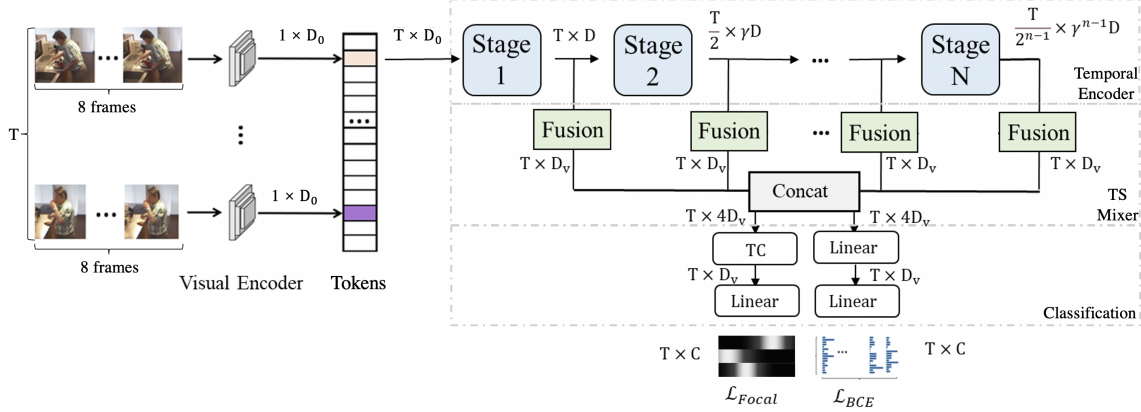 T
8 frames
8 frames
1 × D₀
1 × D₀
Visual Encoder
Tokens
T × D₀
Stage 1
T × D
Stage 2
T/2 × γD
...
Stage N
T/2ⁿ⁻¹ × γⁿ⁻¹D
Temporal Encoder
Fusion
Fusion
...
Fusion
Fusion
T × Dᵥ
T × Dᵥ
T × Dᵥ
T × Dᵥ
Concat
TS Mixer
T × 4Dᵥ
T × 4Dᵥ
TC
Linear
T × Dᵥ
T × Dᵥ
Linear
Linear
Classification
T × C
T × C
ℒFocal
ℒBCE